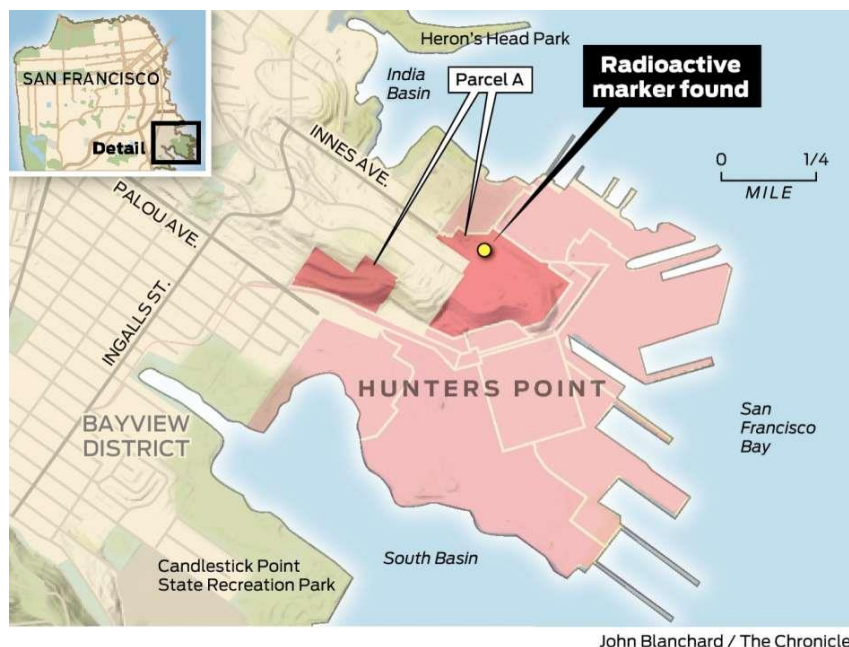 SAN FRANCISCO
Detail
Heron's Head Park
India
Basin
Parcel A
Radioactive
marker found
INNES AVE.
0 1/4
MILE
PALOU AVE.
INGALLS ST.
HUNTERS POINT
BAYVIEW
DISTRICT
San
Francisco
Bay
South Basin
Candlestick Point
State Recreation Park
John Blanchard / The Chronicle